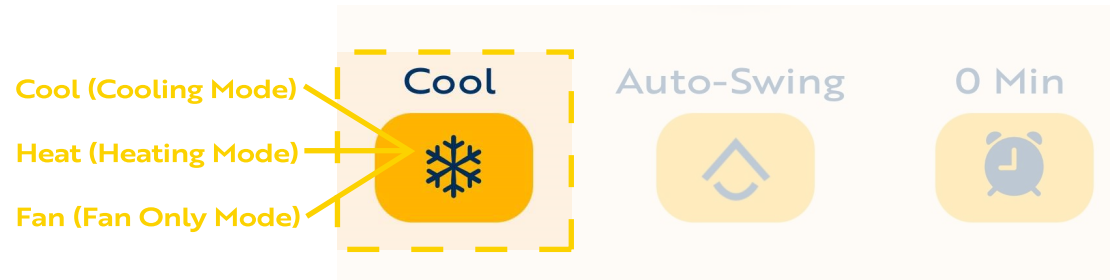 Cool Auto-Swing 0 Min
Cool (Cooling Mode)
Heat (Heating Mode)
Fan (Fan Only Mode)